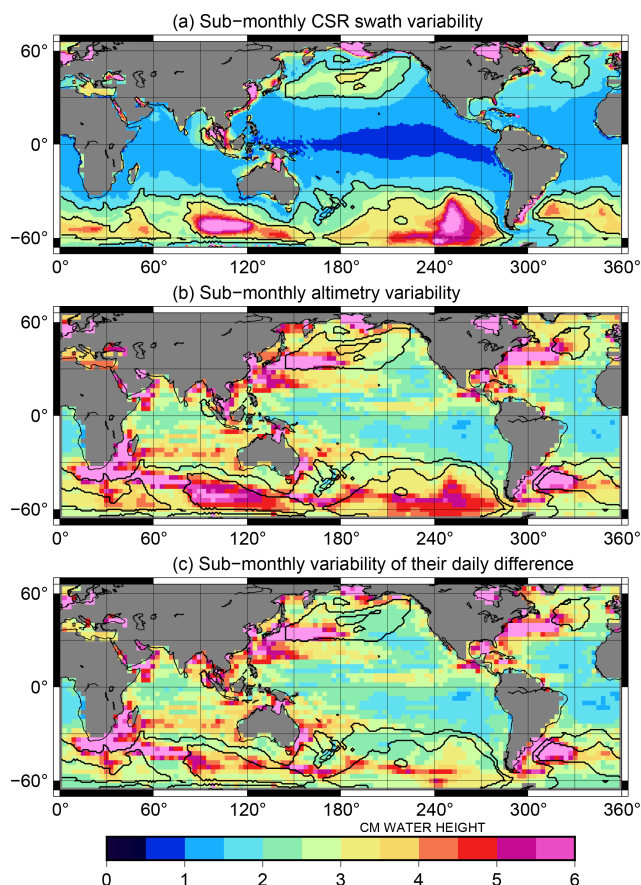 (a) Sub−monthly CSR swath variability
60°
0°
−60°
0° 60° 120° 180° 240° 300° 360°
(b) Sub−monthly altimetry variability
60°
0°
−60°
0° 60° 120° 180° 240° 300° 360°
(c) Sub−monthly variability of their daily difference
60°
0°
−60°
0° 60° 120° 180° 240° 300° 360°
CM WATER HEIGHT
0 1 2 3 4 5 6